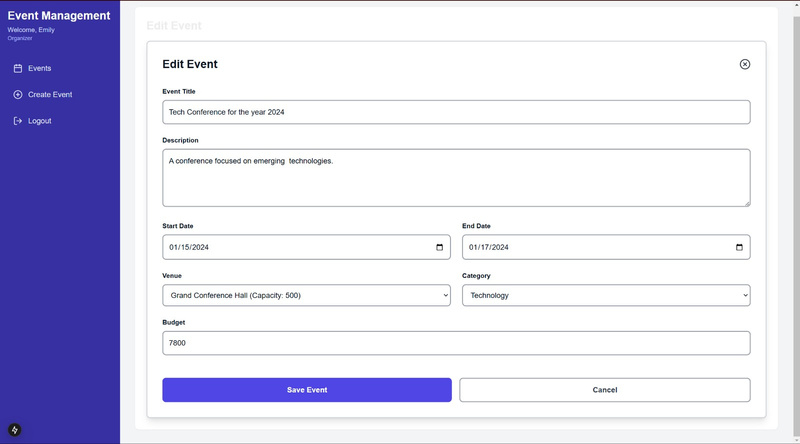 Event Management
Welcome, Emily
Organizer
Events
Create Event
Logout
Edit Event
Edit Event
Event Title
Tech Conference for the year 2024
Description
A conference focused on emerging  technologies.
Start Date
End Date
01/15/2024
01/17/2024
Venue
Category
Grand Conference Hall (Capacity: 500)
Technology
Budget
7800
Save Event
Cancel